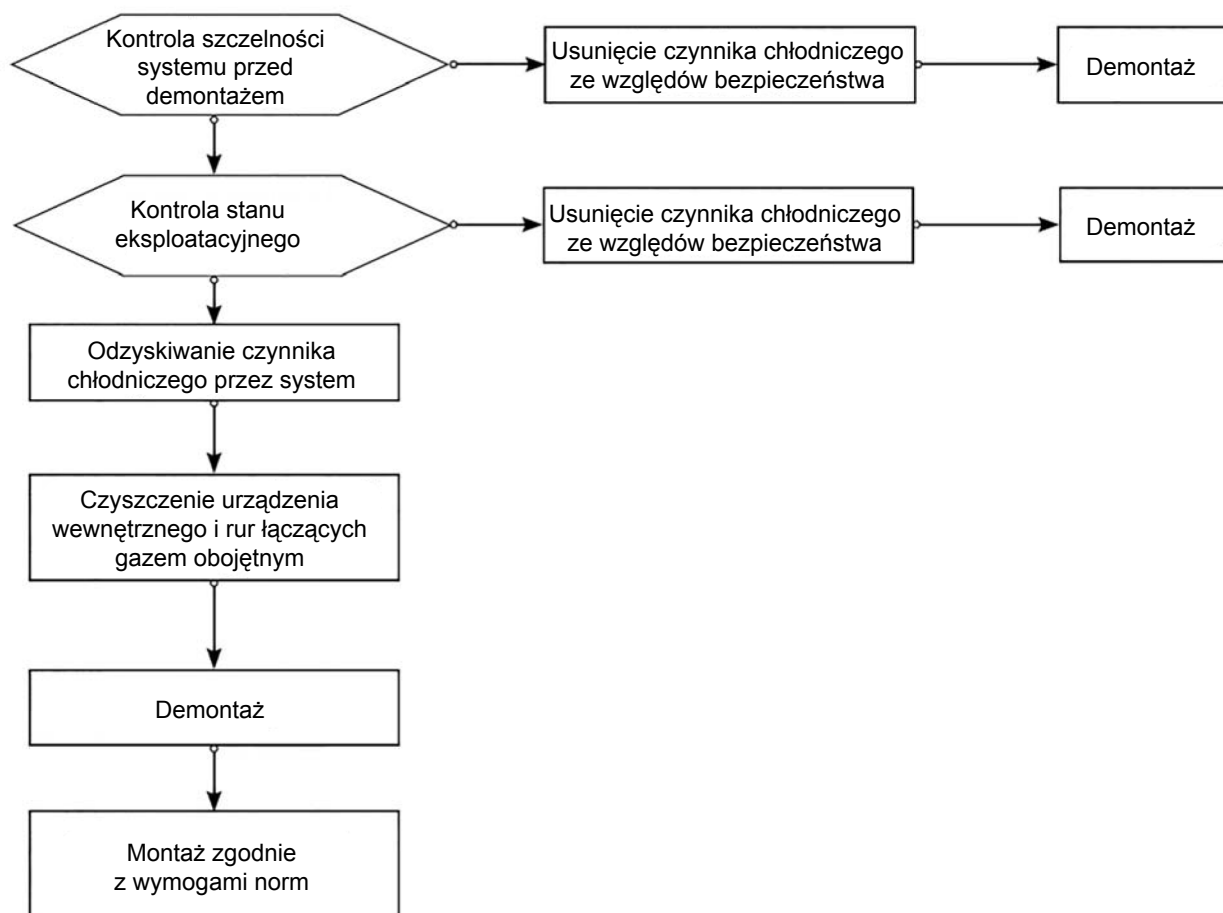 Kontrola szczelności
systemu przed
demontażem
Usunięcie czynnika chłodniczego
ze względów bezpieczeństwa
Demontaż
Kontrola stanu
eksploatacyjnego
Usunięcie czynnika chłodniczego
ze względów bezpieczeństwa
Demontaż
Odzyskiwanie czynnika
chłodniczego przez system
Czyszczenie urządzenia
wewnętrznego i rur łączących
gazem obojętnym
Demontaż
Montaż zgodnie
z wymogami norm